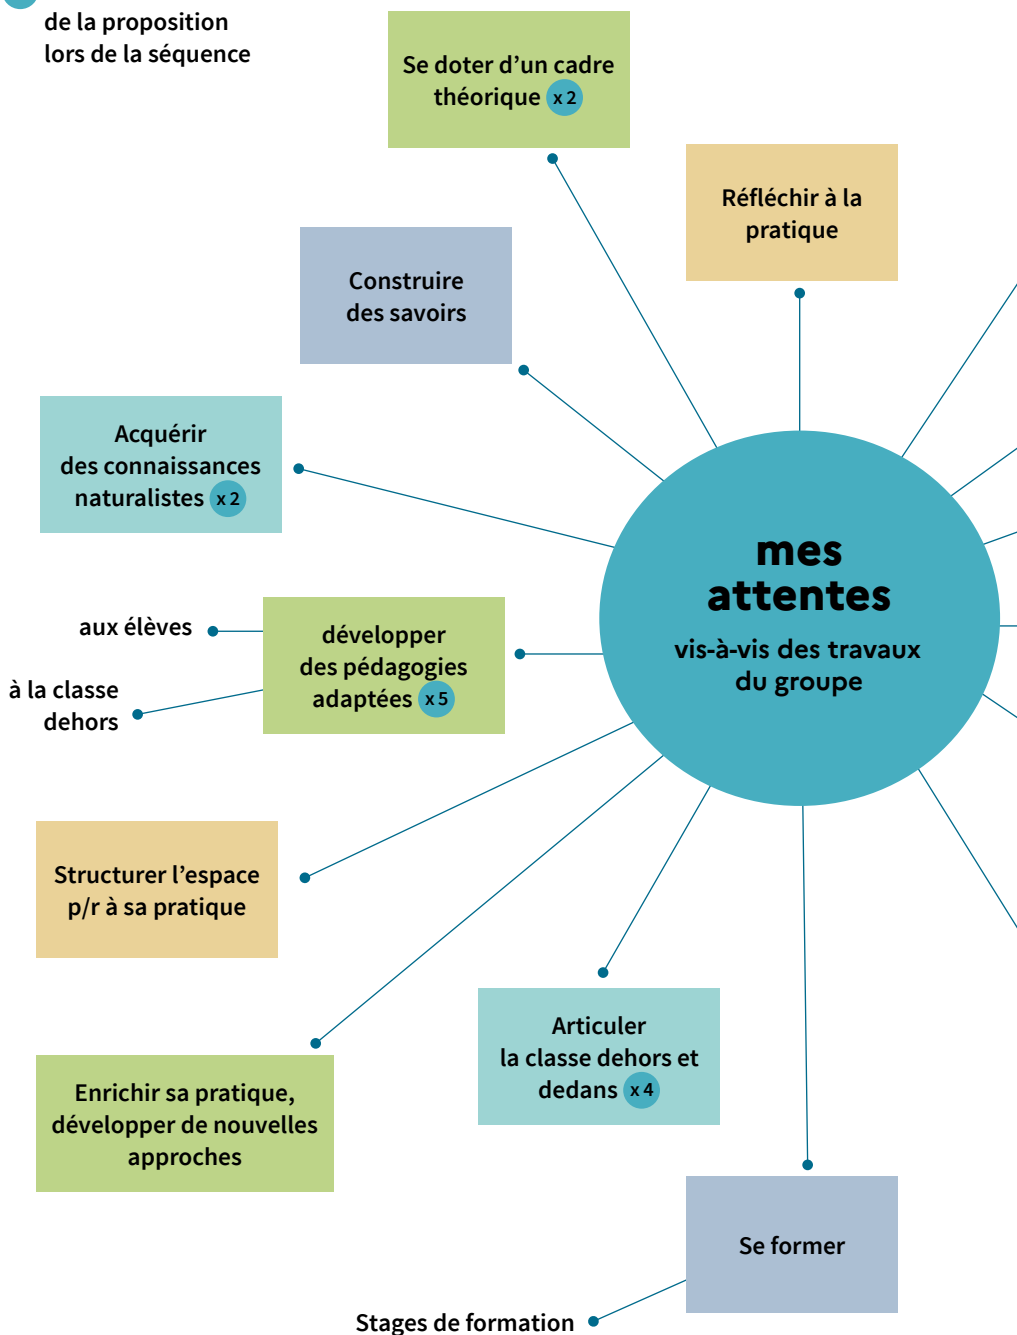 de la proposition
lors de la séquence
Se doter d’un cadre
théorique x 2
Réfléchir à la
pratique
Construire
des savoirs
Acquérir
des connaissances
naturalistes x 2
mes
attentes
vis-à-vis des travaux
du groupe
aux élèves
à la classe
dehors
développer
des pédagogies
adaptées x 5
Structurer l’espace
p/r à sa pratique
Articuler
la classe dehors et
dedans x 4
Enrichir sa pratique,
développer de nouvelles
approches
Se former
Stages de formation